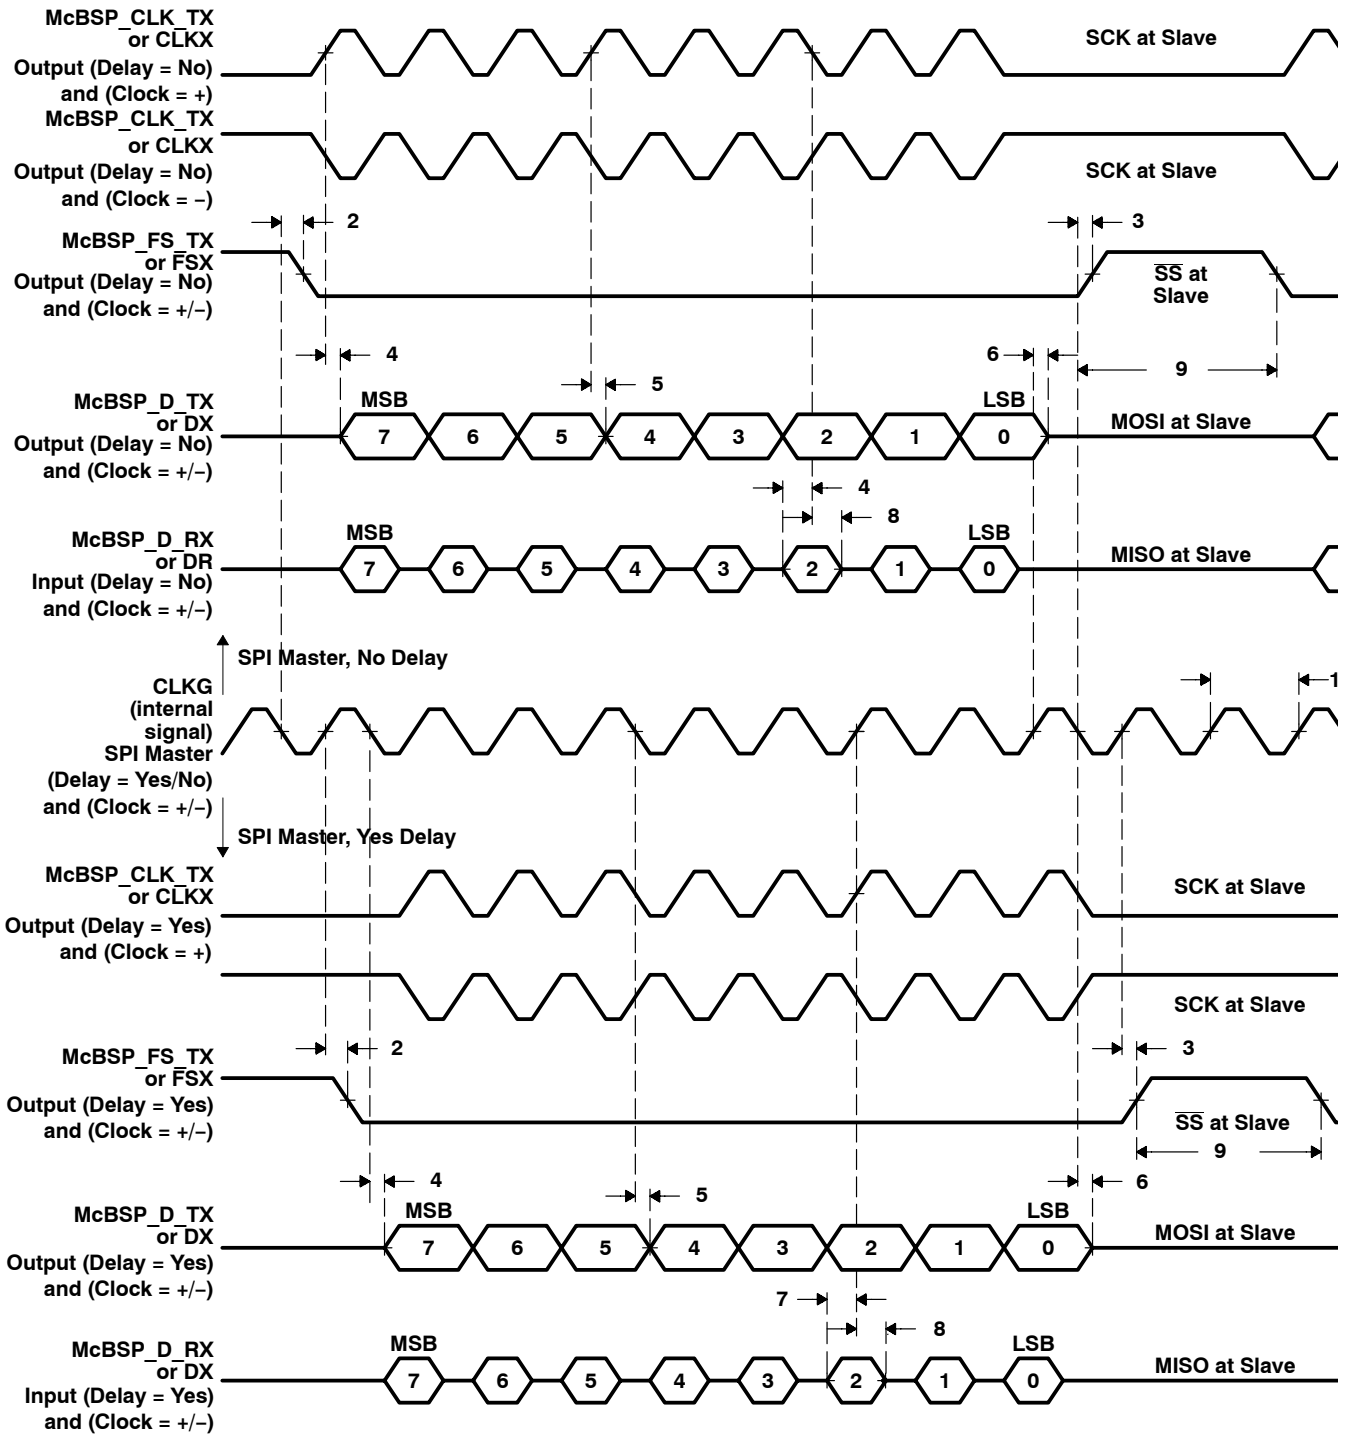 McBSP_CLK_TX
or CLKX
Output (Delay = No)
and (Clock = +)
SCK at Slave
McBSP_CLK_TX
or CLKX
Output (Delay = No)
and (Clock = −)
SCK at Slave
2
3
McBSP_FS_TX
or FSX
Output (Delay = No)
and (Clock = +/−)
SS at
Slave
4
6
9
5
McBSP_D_TX
or DX
Output (Delay = No)
and (Clock = +/−)
MSB
LSB
7 6 5 4 3 2 1 0
MOSI at Slave
4
8
McBSP_D_RX
or DR
Input (Delay = No)
and (Clock = +/−)
MSB
LSB
7 6 5 4 3 2 1 0
MISO at Slave
SPI Master, No Delay
CLKG
(internal
signal)
SPI Master
(Delay = Yes/No)
and (Clock = +/−)
1
SPI Master, Yes Delay
McBSP_CLK_TX
or CLKX
Output (Delay = Yes)
and (Clock = +)
SCK at Slave
SCK at Slave
2
3
McBSP_FS_TX
or FSX
Output (Delay = Yes)
and (Clock = +/−)
SS at Slave
9
4
5
6
McBSP_D_TX
or DX
Output (Delay = Yes)
and (Clock = +/−)
MSB
LSB
7 6 5 4 3 2 1 0
MOSI at Slave
7
8
McBSP_D_RX
or DX
Input (Delay = Yes)
and (Clock = +/−)
MSB
LSB
7 6 5 4 3 2 1 0
MISO at Slave